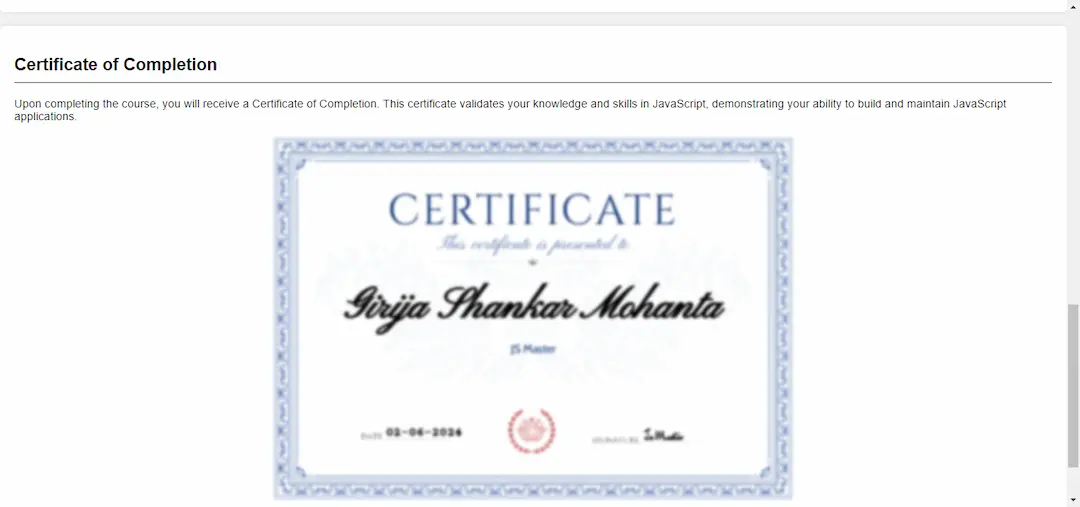 Certificate of Completion
Upon completing the course, you will receive a Certificate of Completion. This certificate validates your knowledge and skills in JavaScript, demonstrating your ability to build and maintain JavaScript
applications.
CERTIFICATE
This certificate is presented to
Girija Shankar Mohanta
JS Master
DATE 02-06-2024
SIGNATURE